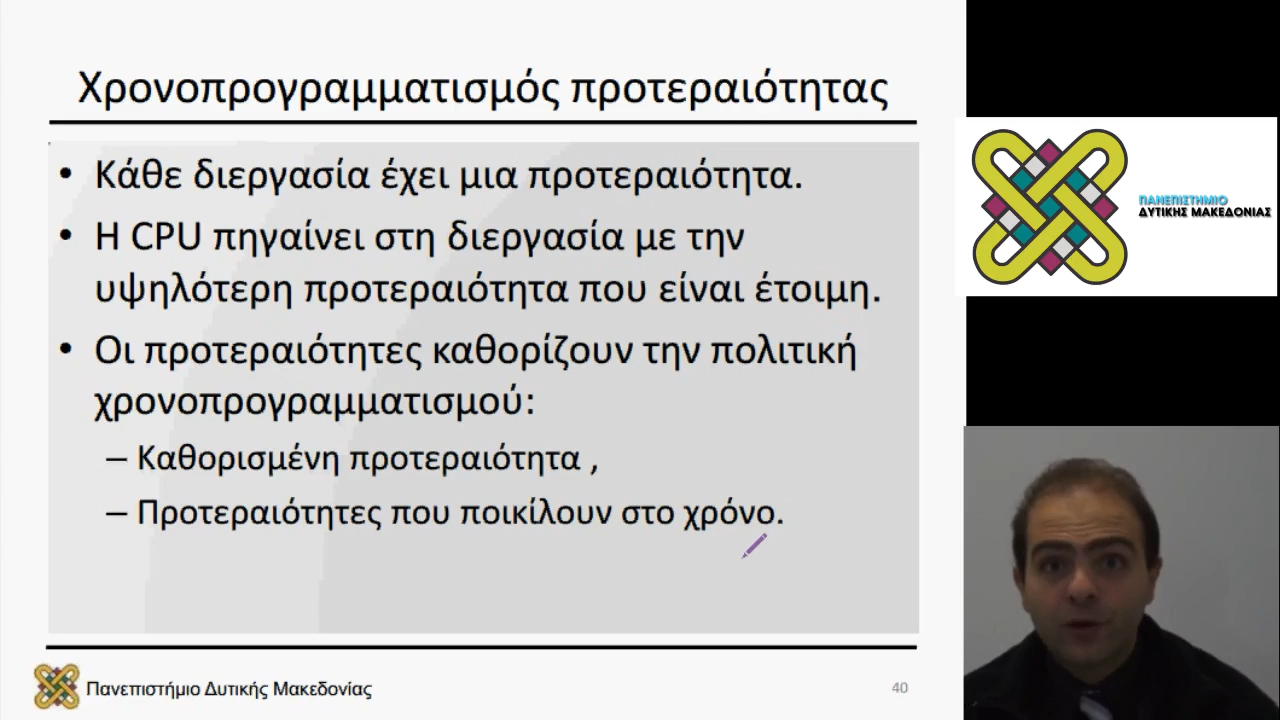 Χρονοπρογραμματισμός προτεραιότητας
• Κάθε διεργασία έχει μια προτεραιότητα.
• Η CPU πηγαίνει στη διεργασία με την
υψηλότερη προτεραιότητα που είναι έτοιμη.
• Οι προτεραιότητες καθορίζουν την πολιτική
χρονοπρογραμματισμού:
– Καθορισμένη προτεραιότητα ,
– Προτεραιότητες που ποικίλουν στο χρόνο.
Πανεπιστήμιο Δυτικής Μακεδονίας
40
ΠΑΝΕΠΙΣΤΗΜΙΟ
ΔΥΤΙΚΗΣ ΜΑΚΕΔΟΝΙΑΣ